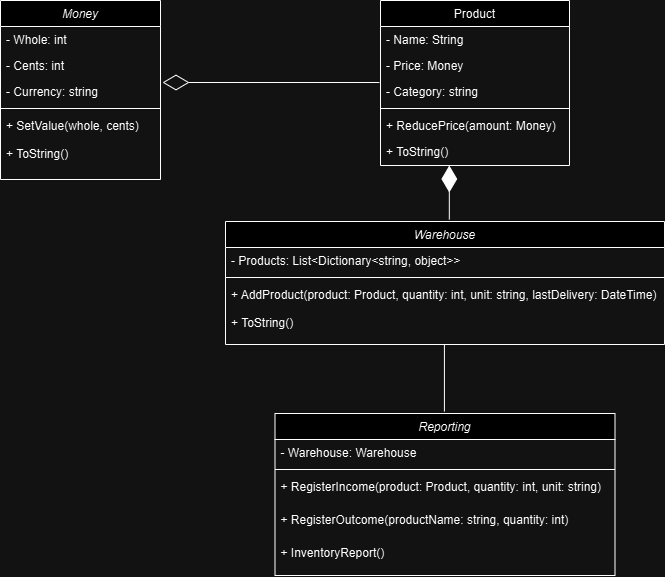 Money
- Whole: int
- Cents: int
- Currency: string
+ SetValue(whole, cents)
+ ToString()
Product
- Name: String
- Price: Money
- Category: string
+ ReducePrice(amount: Money)
+ ToString()
Warehouse
- Products: List<Dictionary<string, object>>
+ AddProduct(product: Product, quantity: int, unit: string, lastDelivery: DateTime)
+ ToString()
Reporting
- Warehouse: Warehouse
+ RegisterIncome(product: Product, quantity: int, unit: string)
+ RegisterOutcome(productName: string, quantity: int)
+ InventoryReport()